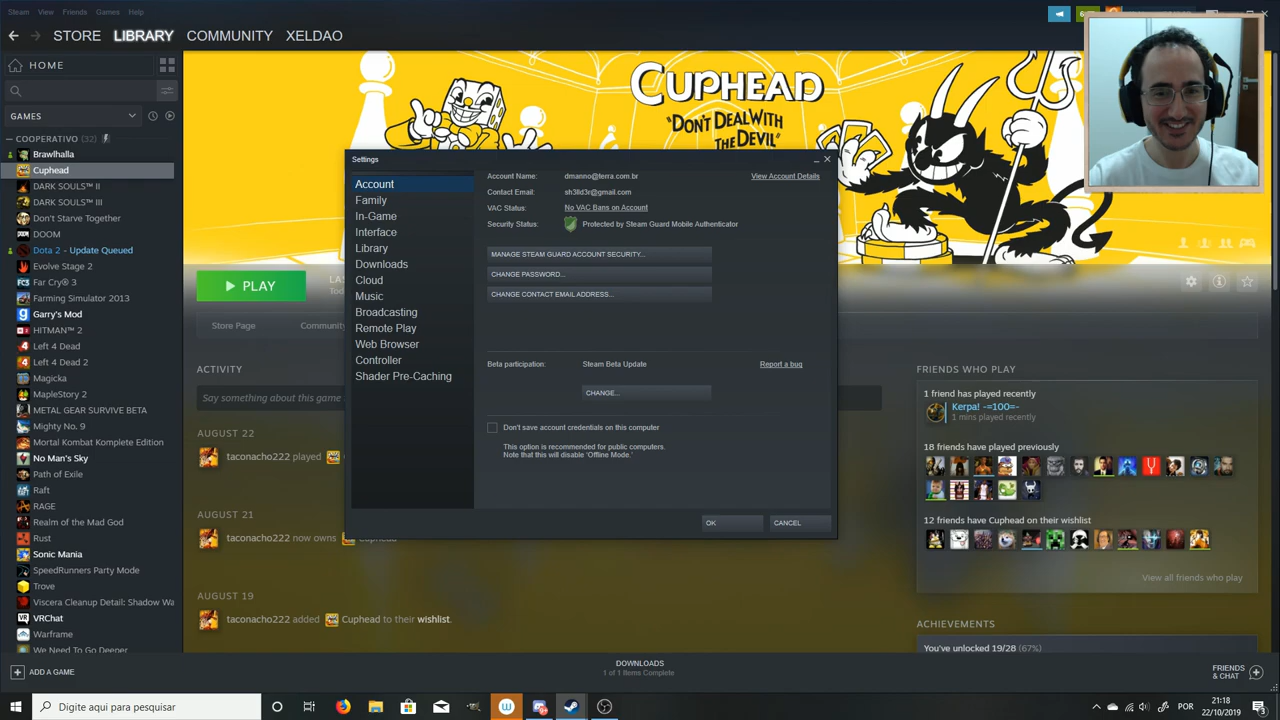 Steam View Friends Games Help
STORE LIBRARY COMMUNITY XELDAO
HOME
GAMES
COOPERATIVO (32)
Brawlhalla
Cuphead
DARK SOULS™ II
DARK SOULS™ III
Don't Starve Together
DOOM
Dota 2 - Update Queued
Evolve Stage 2
Far Cry® 3
Farming Simulator 2013
Garry's Mod
HITMAN™ 2
Left 4 Dead
Left 4 Dead 2
Magicka
MapleStory 2
METAL GEAR SURVIVE BETA
Mighty No. 9
Mortal Kombat Komplete Edition
No Man's Sky
Path of Exile
Raft
RAGE
Realm of the Mad God
Rust
Sonic Mania
SpeedRunners Party Mode
Trove
Viscera Cleanup Detail: Shadow Wa
VRChat
Warframe
We Need To Go Deeper
ADD A GAME
CUPHEAD
"DON'T DEAL WITH
THE DEVIL"
PLAY
Store Page
ACTIVITY
Say something about this game
AUGUST 22
taconacho222 played
AUGUST 21
taconacho222 now owns Cuphead
AUGUST 19
taconacho222 added Cuphead to their wishlist.
Settings
Account
Family
In-Game
Interface
Library
Downloads
Cloud
Music
Broadcasting
Remote Play
Web Browser
Controller
Shader Pre-Caching
Account Name: dmanno@terra.com.br View Account Details
Contact Email: sh3lld3r@gmail.com
VAC Status: No VAC Bans on Account
Security Status: Protected by Steam Guard Mobile Authenticator
MANAGE STEAM GUARD ACCOUNT SECURITY...
CHANGE PASSWORD...
CHANGE CONTACT EMAIL ADDRESS...
Beta participation: Steam Beta Update Report a bug
CHANGE...
Don't save account credentials on this computer
This option is recommended for public computers.
Note that this will disable 'Offline Mode.'
OK CANCEL
FRIENDS WHO PLAY
1 friend has played recently
Kerpa! -=100=-
1 mins played recently
18 friends have played previously
12 friends have Cuphead on their wishlist
View all friends who play
ACHIEVEMENTS
You've unlocked 19/28 (67%)
DOWNLOADS
1 of 1 Items Complete
FRIENDS
& CHAT
Digite aqui para pesquisar
POR
21:18
22/10/2019
3